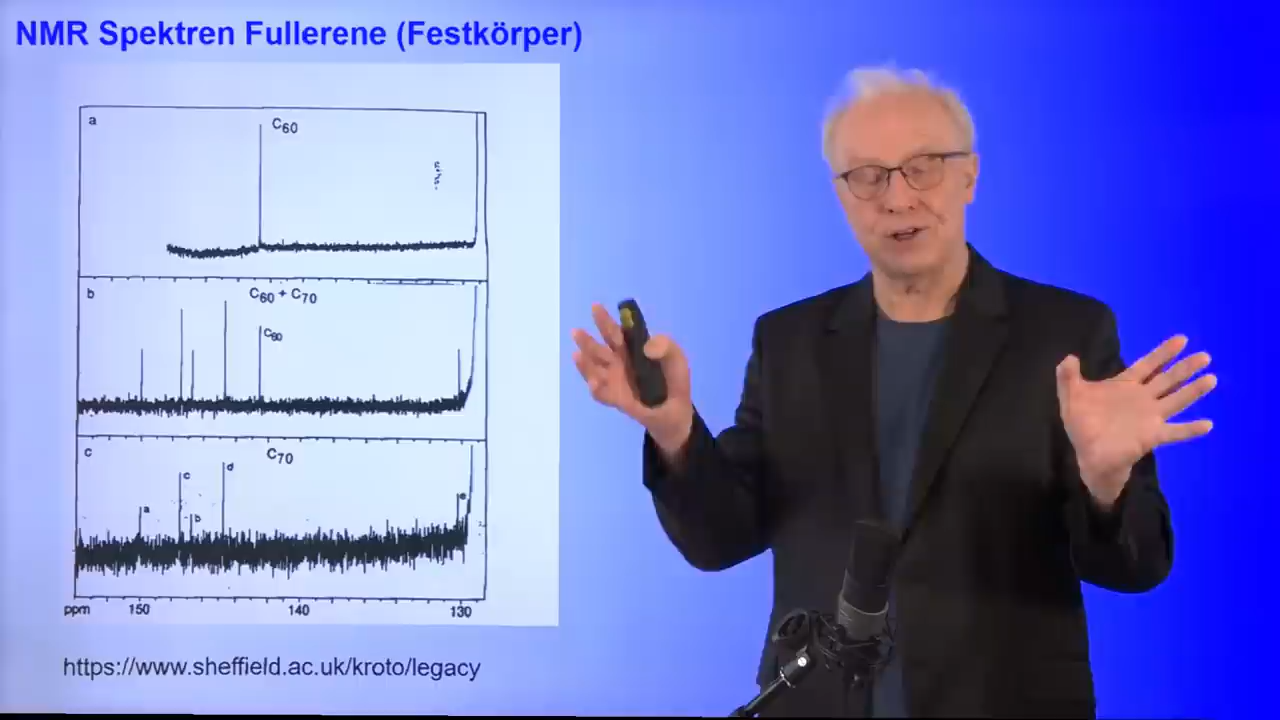 NMR Spektren Fullerene (Festkörper)
a
C60
b
C60 + C70
C60
c
C70
a
c
b
d
e
ppm 150 140 130
https://www.sheffield.ac.uk/kroto/legacy